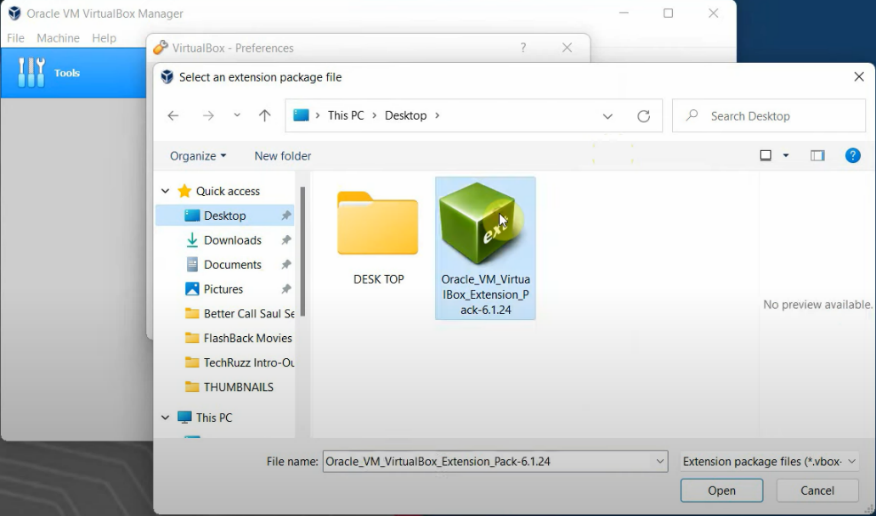 Oracle VM VirtualBox Manager
File Machine Help
VirtualBox - Preferences
?
Tools
Select an extension package file
This PC > Desktop >
Search Desktop
Organize
New folder
?
Quick access
Desktop
Downloads
Documents
Pictures
Better Call Saul Se
FlashBack Movies
TechRuzz Intro-Ou
THUMBNAILS
This PC
DESK TOP
Oracle_VM_Virtua
lBox_Extension_P
ack-6.1.24
No preview available.
File name: Oracle_VM_VirtualBox_Extension_Pack-6.1.24
Extension package files (*.vbox-
Open
Cancel